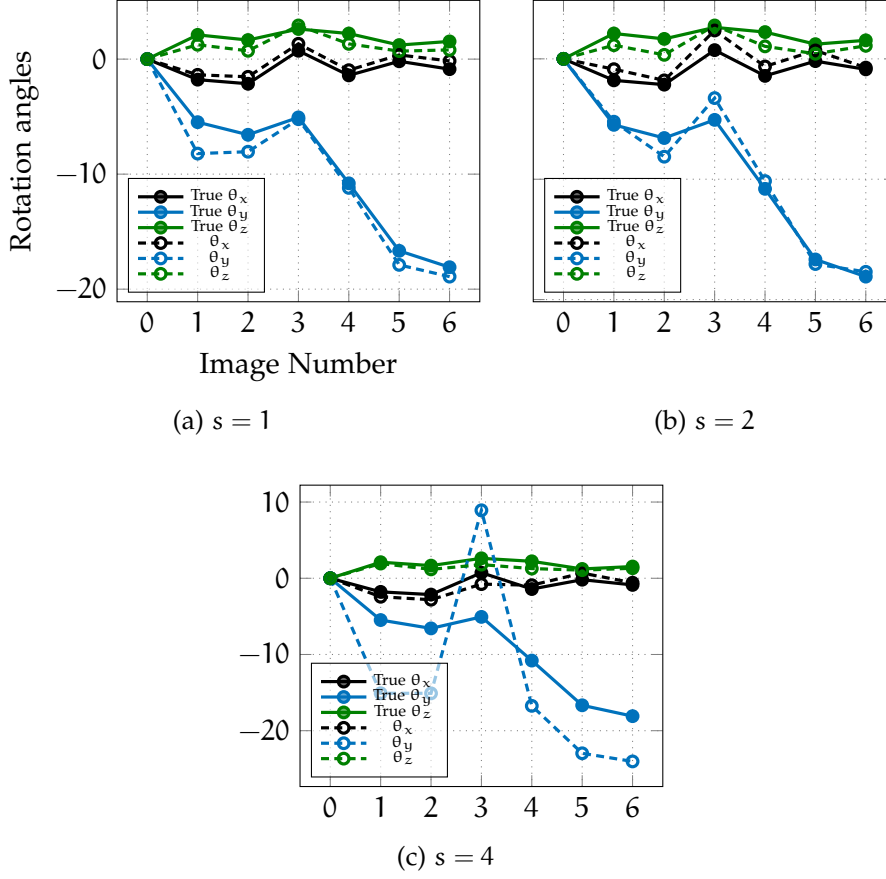 Rotation angles
0
−10
−20
True θx
True θy
True θz
θx
θy
θz
0 1 2 3 4 5 6
Image Number
(a) s = 1
True θx
True θy
True θz
θx
θy
θz
0 1 2 3 4 5 6
(b) s = 2
10
0
−10
−20
True θx
True θy
True θz
θx
θy
θz
0 1 2 3 4 5 6
(c) s = 4